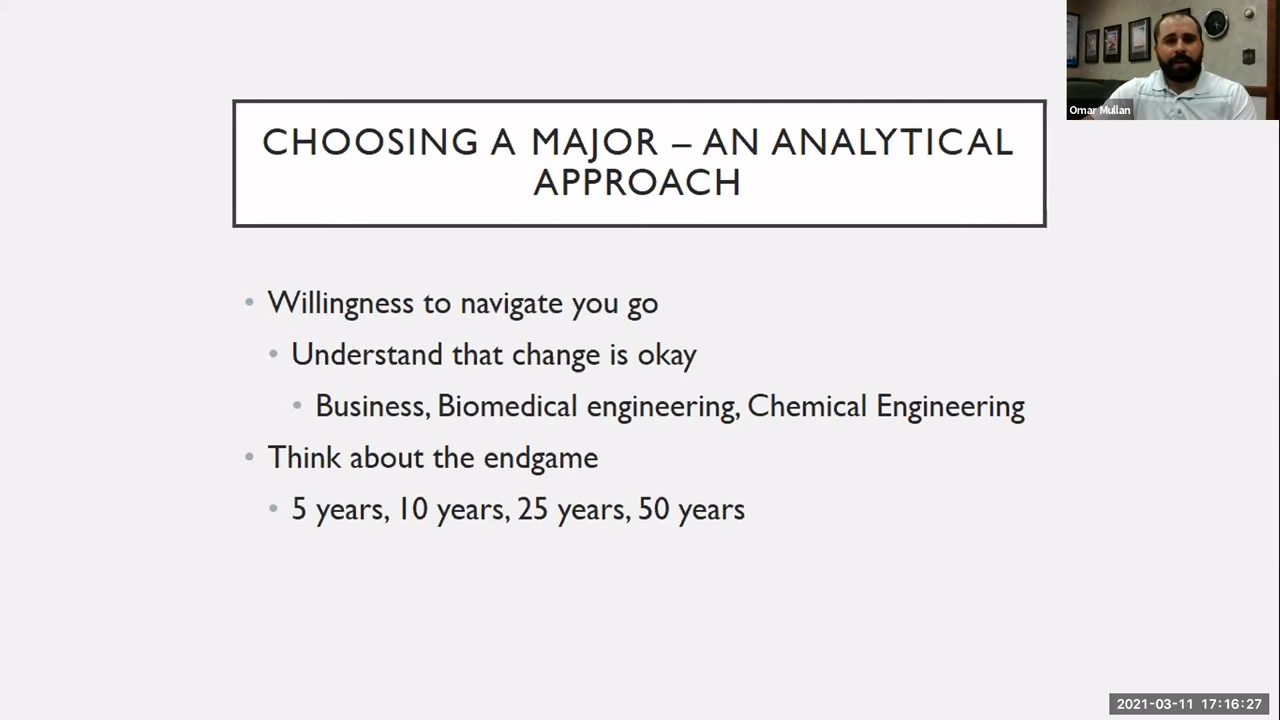 Omar Mullan
CHOOSING A MAJOR – AN ANALYTICAL
APPROACH
• Willingness to navigate you go
• Understand that change is okay
• Business, Biomedical engineering, Chemical Engineering
• Think about the endgame
• 5 years, 10 years, 25 years, 50 years
2021-03-11 17:16:27